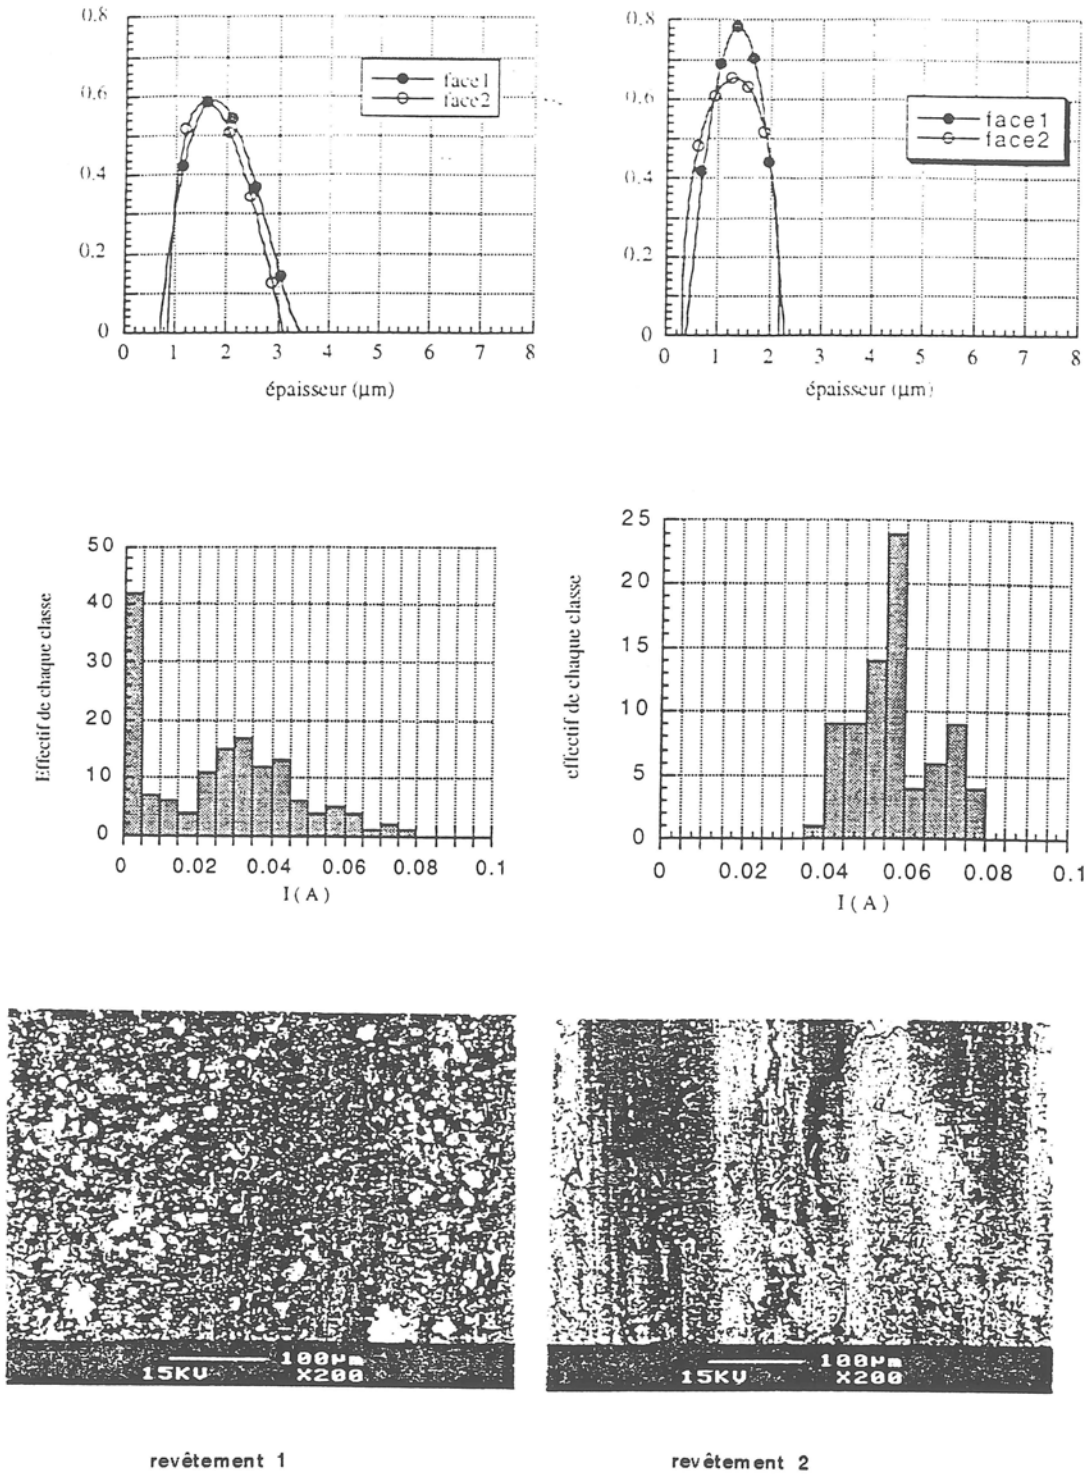 0.8
0.6
0.4
0.2
0
0 1 2 3 4 5 6 7 8
épaisseur (µm)
face1
face2
0.8
0.6
0.4
0.2
0
0 1 2 3 4 5 6 7 8
épaisseur (µm)
face1
face2
50
40
30
20
10
0
Effectif de chaque classe
0 0.02 0.04 0.06 0.08 0.1
I ( A )
25
20
15
10
5
0
effectif de chaque classe
0 0.02 0.04 0.06 0.08 0.1
I ( A )
100µm
15KV X200
100µm
15KV X200
revêtement 1
revêtement 2